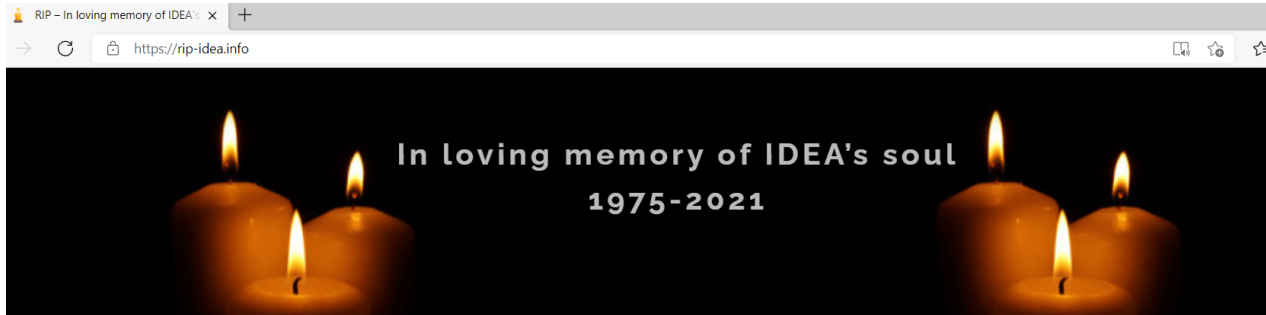 RIP – In loving memory of IDEA's
https://rip-idea.info
In loving memory of IDEA’s soul
1975-2021